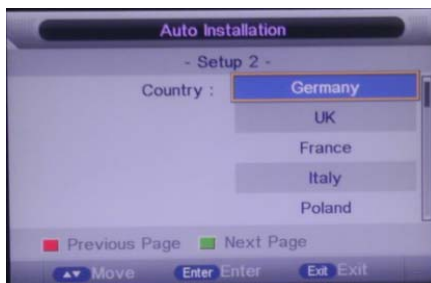 Auto Installation
- Setup 2 -
Country : Germany
UK
France
Italy
Poland
Previous Page Next Page
▲▼ Move Enter Enter Exit Exit